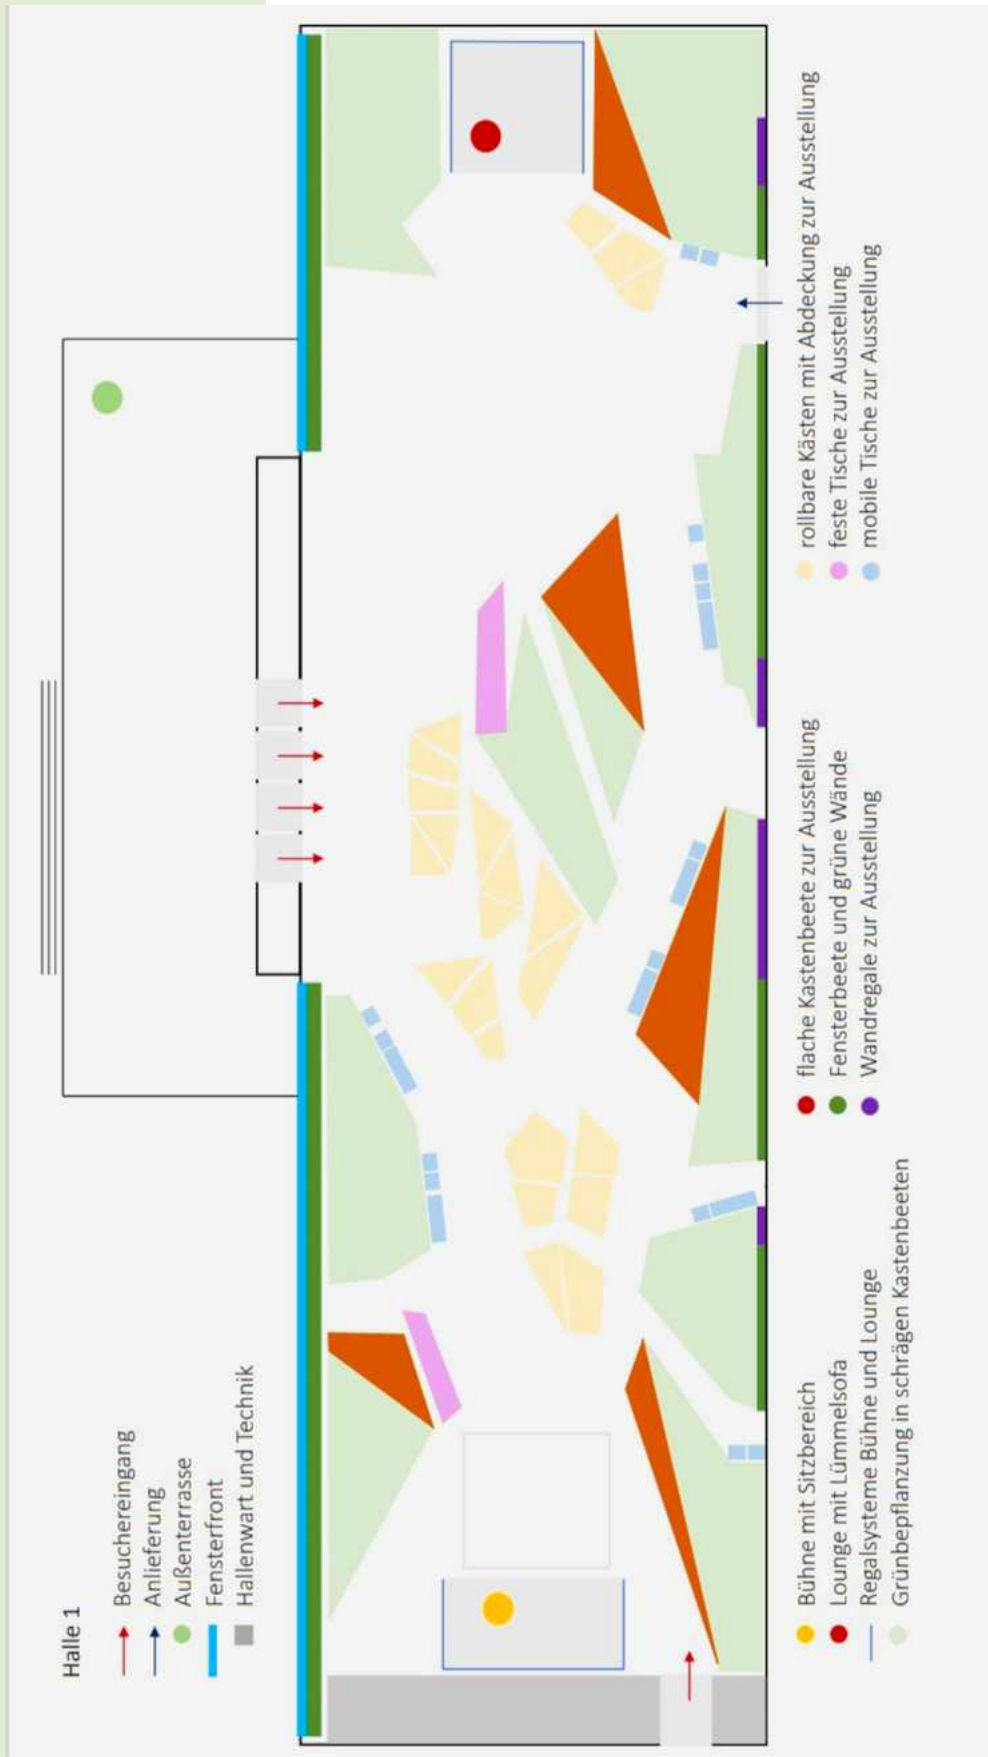 Halle 1
Besuchereingang
Anlieferung
Außenterrasse
Fensterfront
Hallenwart und Technik
Bühne mit Sitzbereich
Lounge mit Lümmelsofa
Regalsysteme Bühne und Lounge
Grünbepflanzung in schrägen Kastenbeeten
flache Kastenbeete zur Ausstellung
Fensterbeete und grüne Wände
Wandregale zur Ausstellung
rollbare Kästen mit Abdeckung zur Ausstellung
feste Tische zur Ausstellung
mobile Tische zur Ausstellung